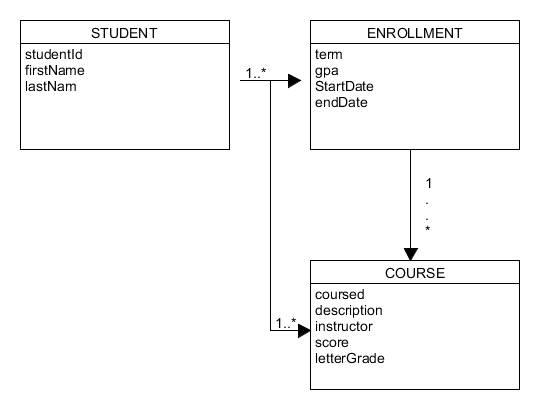 STUDENT
studentId
firstName
lastNam
ENROLLMENT
term
gpa
StartDate
endDate
1..*
1
.
.
*
COURSE
coursed
description
instructor
score
letterGrade
1..*